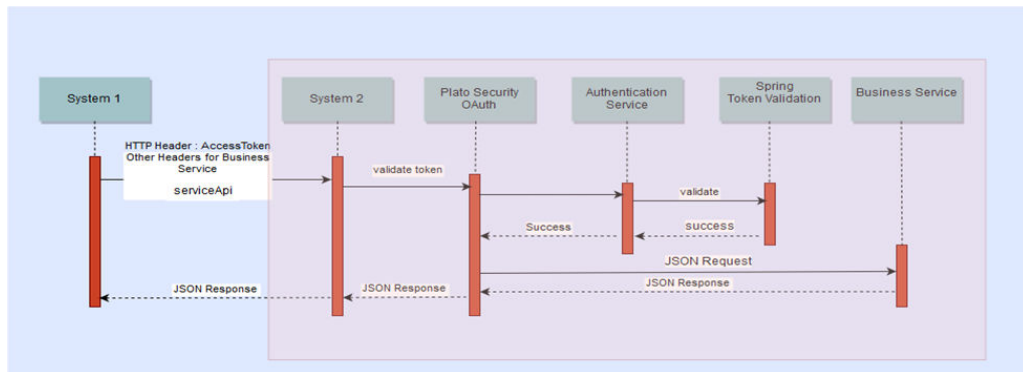 System 1
System 2
Plato Security
OAuth
Authentication
Service
Spring
Token Validation
Business Service
HTTP Header : AccessToken
Other Headers for Business
Service
serviceApi
validate token
validate
Success
success
JSON Request
JSON Response
JSON Response
JSON Response